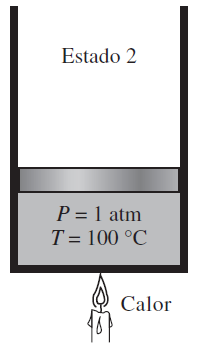 Estado 2
P = 1 atm
T = 100 °C
Calor